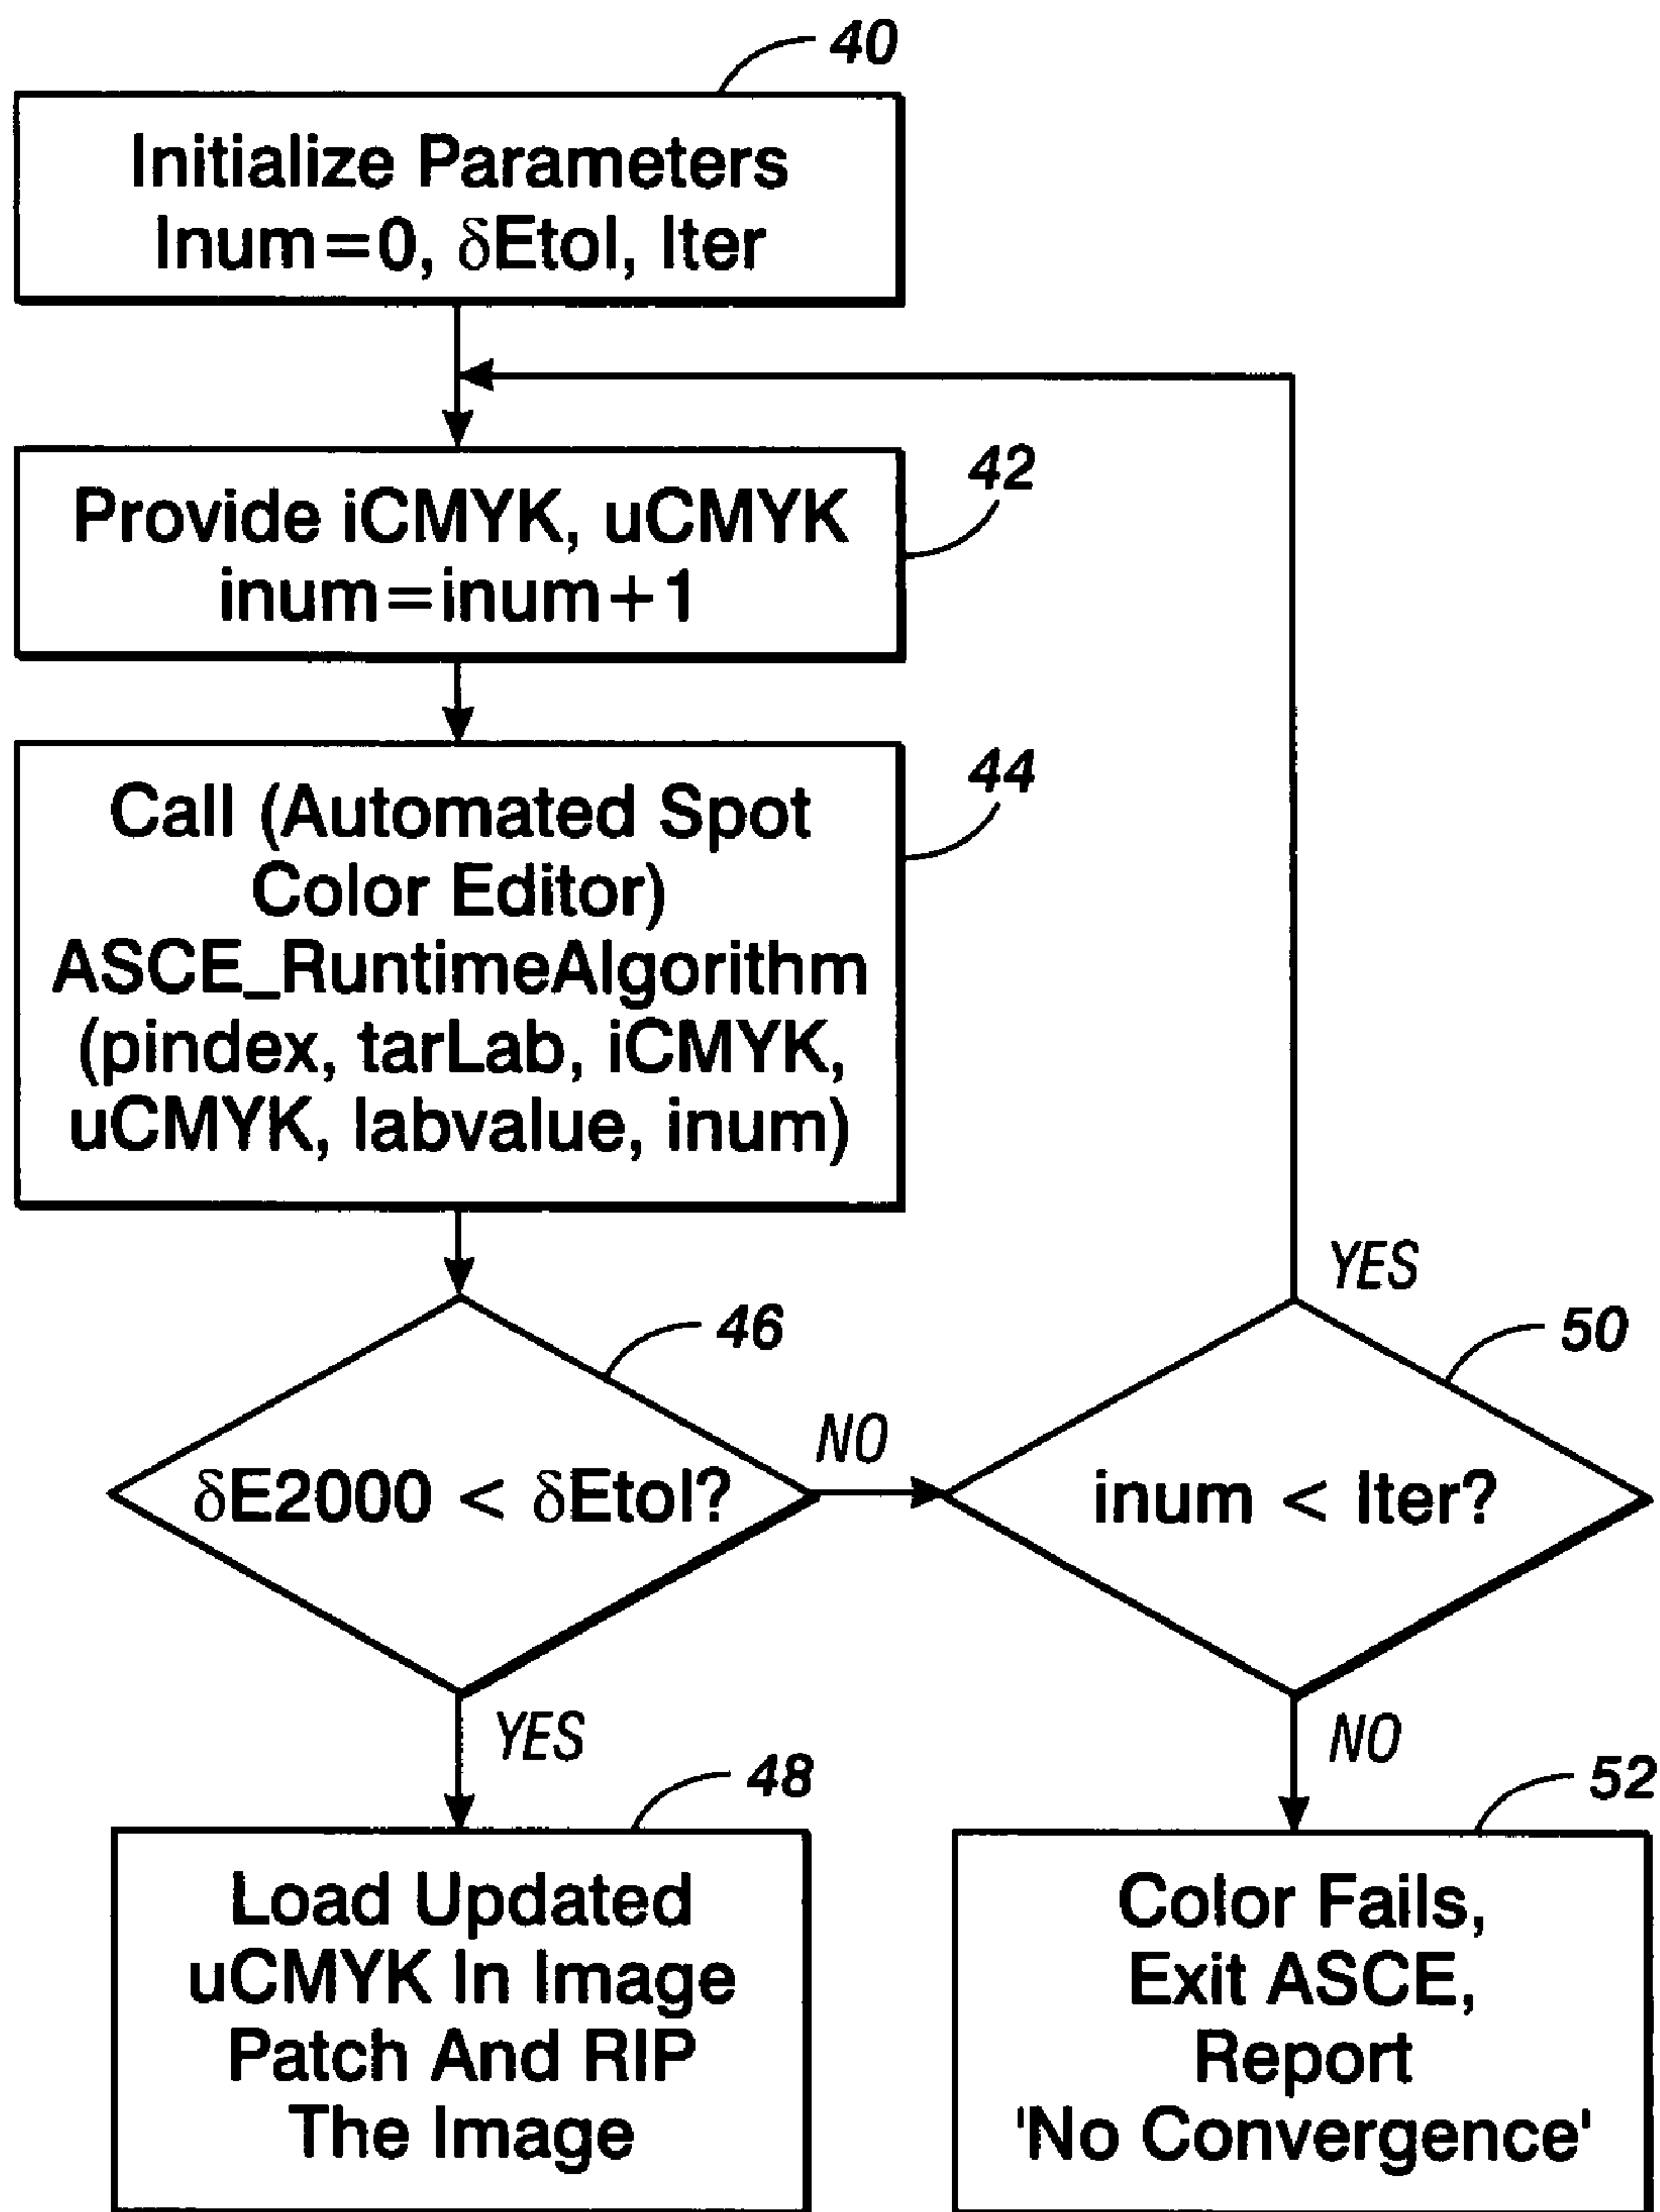 40
Initialize Parameters
Inum=0, δEtol, Iter
42
Provide iCMYK, uCMYK
inum=inum+1
44
Call (Automated Spot
Color Editor)
ASCE_RuntimeAlgorithm
(pindex, tarLab, iCMYK,
uCMYK, labvalue, inum)
46
δE2000 < δEtol?
NO
YES
50
inum < Iter?
YES
NO
48
Load Updated
uCMYK In Image
Patch And RIP
The Image
52
Color Fails,
Exit ASCE,
Report
'No Convergence'